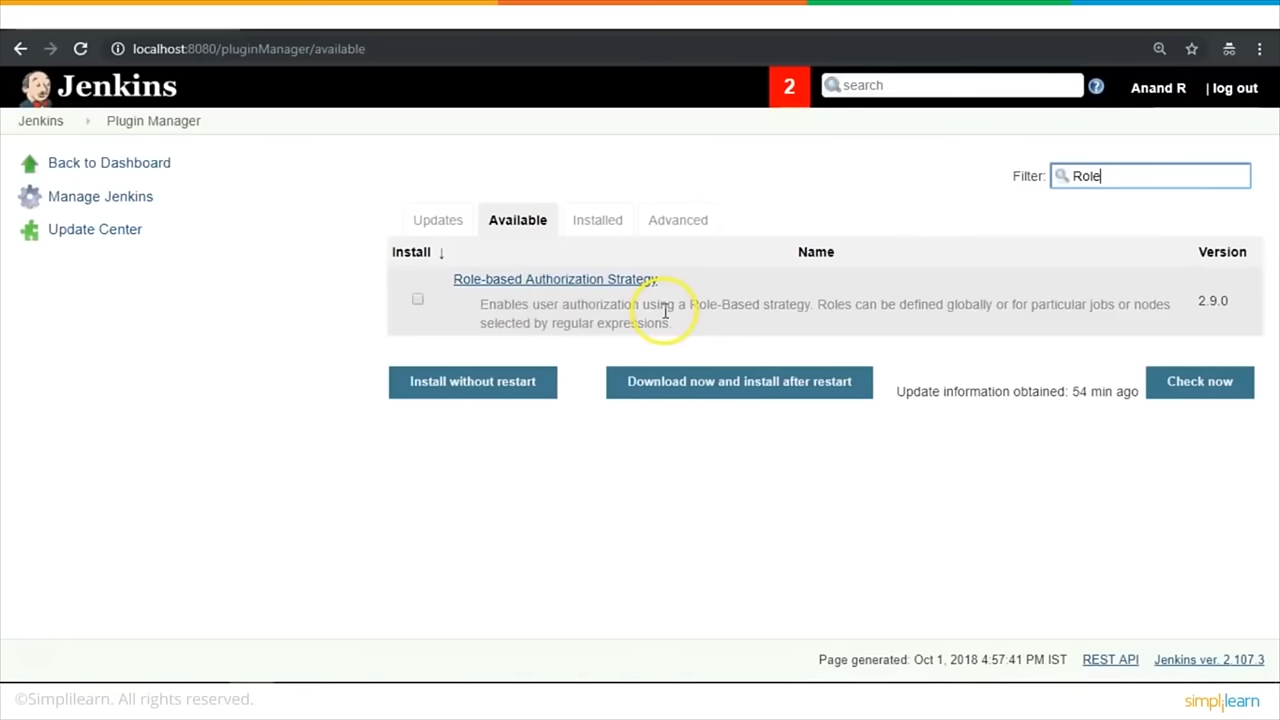 localhost:8080/pluginManager/available
Jenkins
2
search
Anand R
| log out
Jenkins
Plugin Manager
Back to Dashboard
Manage Jenkins
Update Center
Filter:
Role
Updates
Available
Installed
Advanced
Install ↓
Name
Version
Role-based Authorization Strategy
Enables user authorization using a Role-Based strategy. Roles can be defined globally or for particular jobs or nodes
selected by regular expressions.
2.9.0
Install without restart
Download now and install after restart
Update information obtained: 54 min ago
Check now
Page generated: Oct 1, 2018 4:57:41 PM IST
REST API
Jenkins ver. 2.107.3
©Simplilearn. All rights reserved.
simplilearn